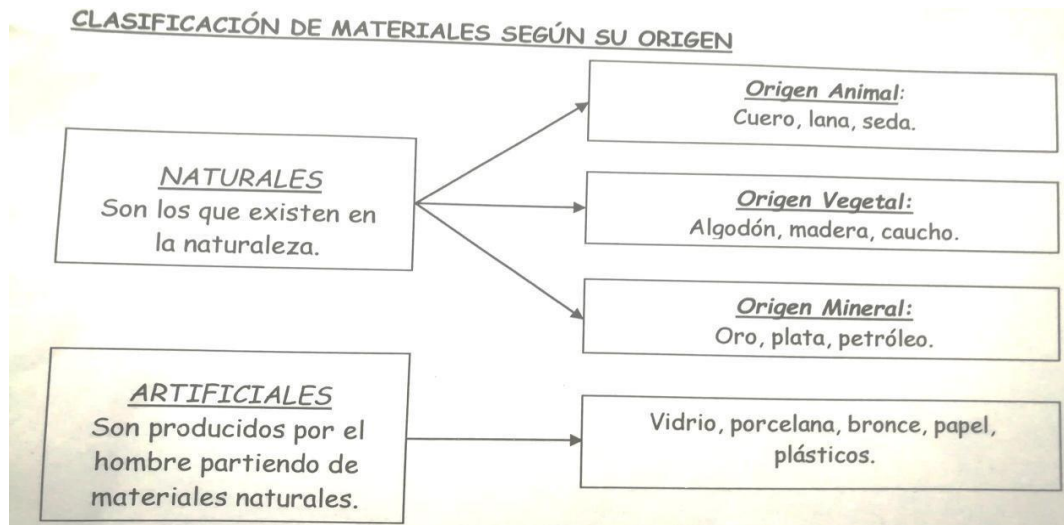 CLASIFICACIÓN DE MATERIALES SEGÚN SU ORIGEN
NATURALES
Son los que existen en
la naturaleza.
Origen Animal:
Cuero, lana, seda.
Origen Vegetal:
Algodón, madera, caucho.
Origen Mineral:
Oro, plata, petróleo.
ARTIFICIALES
Son producidos por el
hombre partiendo de
materiales naturales.
Vidrio, porcelana, bronce, papel,
plásticos.